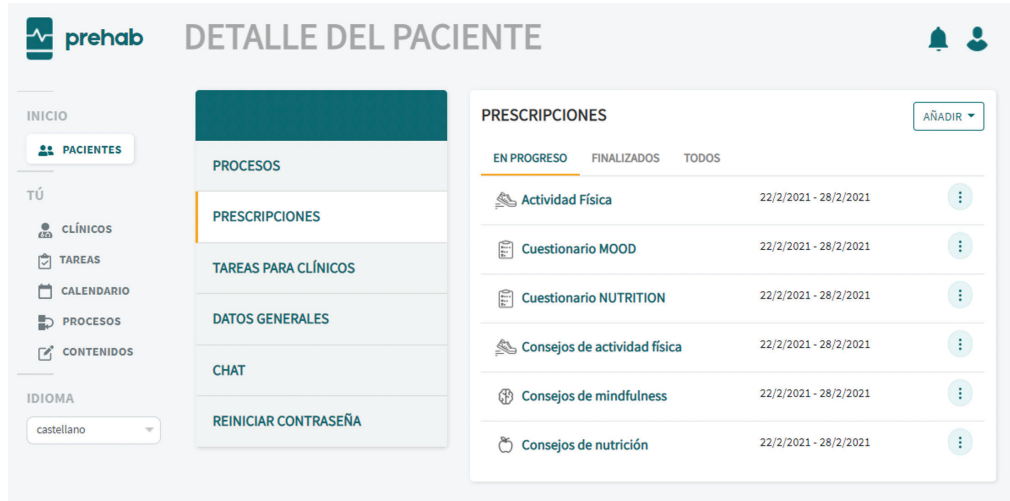 prehab
DETALLE DEL PACIENTE
INICIO
PACIENTES
TÚ
CLÍNICOS
TAREAS
CALENDARIO
PROCESOS
CONTENIDOS
IDIOMA
castellano
PROCESOS
PRESCRIPCIONES
TAREAS PARA CLÍNICOS
DATOS GENERALES
CHAT
REINICIAR CONTRASEÑA
PRESCRIPCIONES
AÑADIR
EN PROGRESO FINALIZADOS TODOS
Actividad Física 22/2/2021 - 28/2/2021
Cuestionario MOOD 22/2/2021 - 28/2/2021
Cuestionario NUTRITION 22/2/2021 - 28/2/2021
Consejos de actividad física 22/2/2021 - 28/2/2021
Consejos de mindfulness 22/2/2021 - 28/2/2021
Consejos de nutrición 22/2/2021 - 28/2/2021